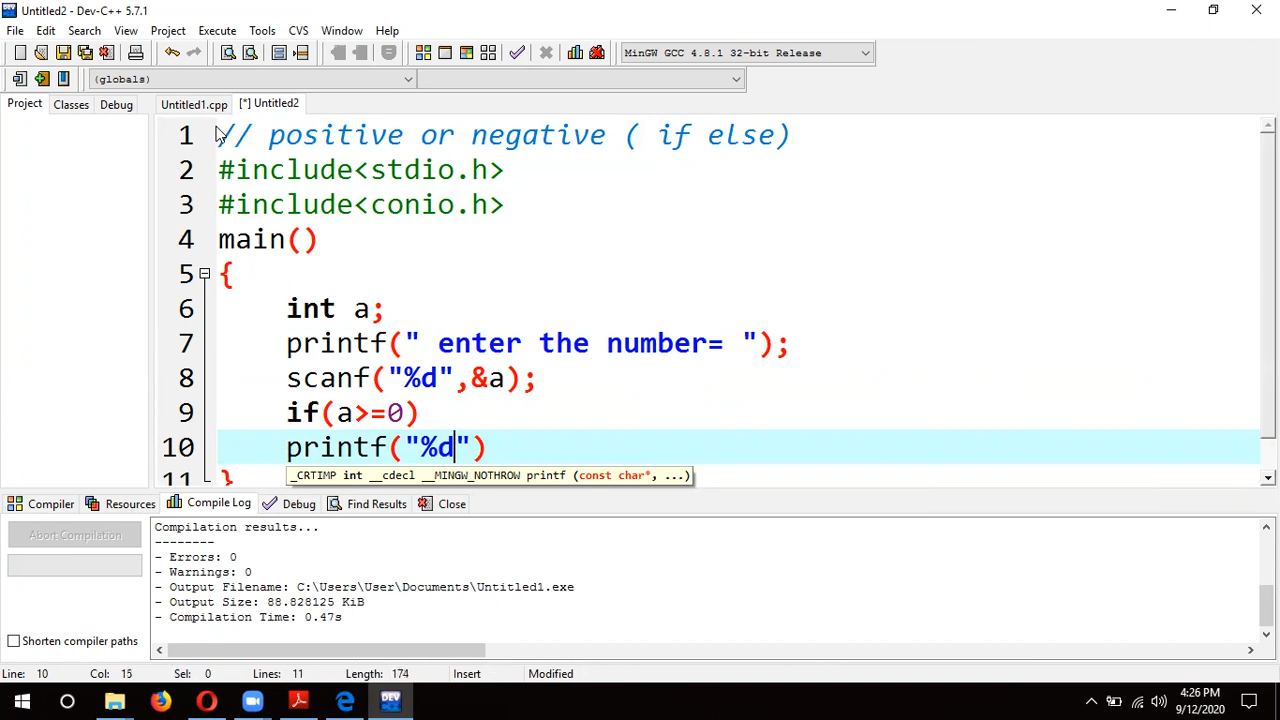 Untitled2 - Dev-C++ 5.7.1
File Edit Search View Project Execute Tools CVS Window Help
MinGW GCC 4.8.1 32-bit Release
(globals)
Project Classes Debug Untitled1.cpp [*] Untitled2
1 // positive or negative ( if else)
2 #include<stdio.h>
3 #include<conio.h>
4 main()
5 {
6 int a;
7 printf(" enter the number= ");
8 scanf("%d",&a);
9 if(a>=0)
10 printf("%d")
_CRTIMP int __cdecl __MINGW_NOTHROW printf (const char*, ...)
11 }
Compiler Resources Compile Log Debug Find Results Close
Abort Compilation
Shorten compiler paths
Compilation results...
--------
- Errors: 0
- Warnings: 0
- Output Filename: C:\Users\User\Documents\Untitled1.exe
- Output Size: 88.828125 KiB
- Compilation Time: 0.47s
Line: 10 Col: 15 Sel: 0 Lines: 11 Length: 174 Insert Modified
DEV
4:26 PM
9/12/2020